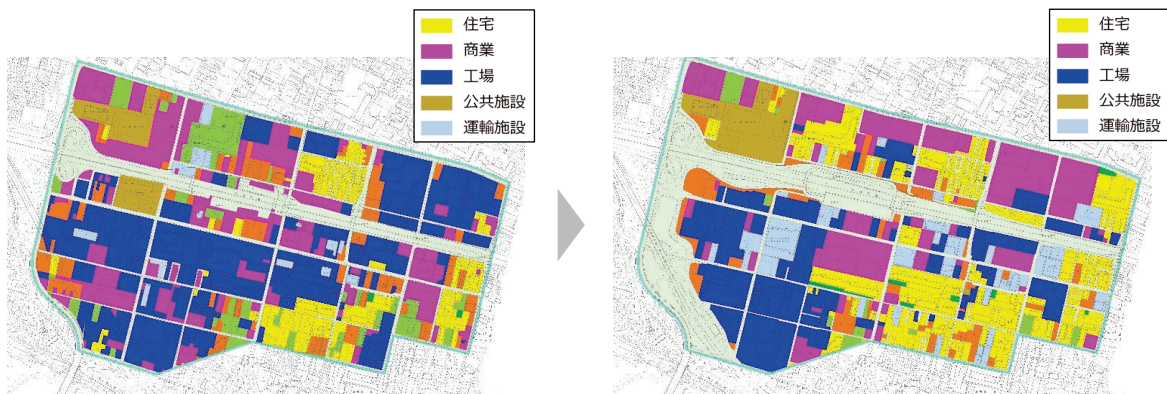 住宅
商業
工場
公共施設
運輸施設
住宅
商業
工場
公共施設
運輸施設